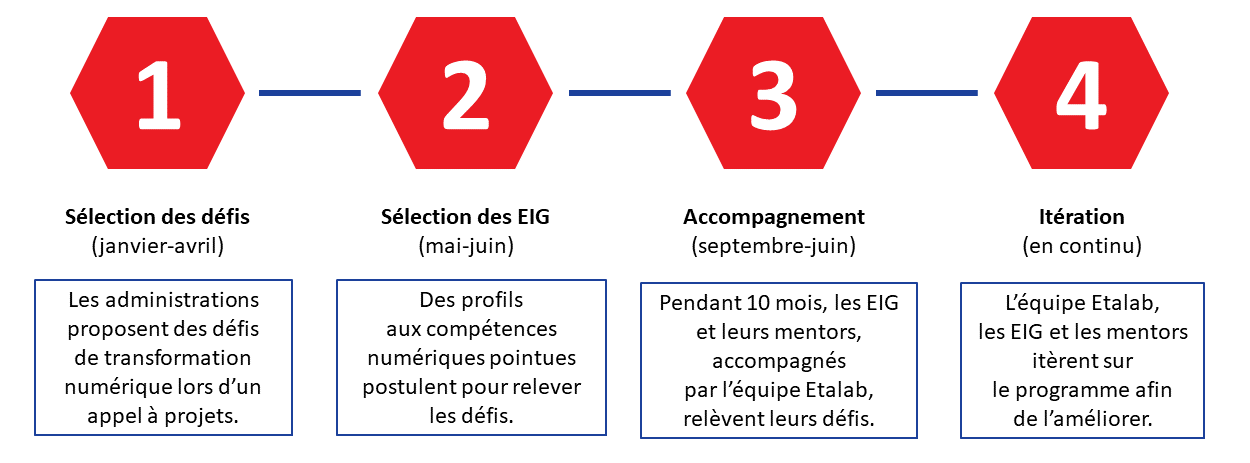 1
Sélection des défis
(janvier-avril)
Les administrations
proposent des défis
de transformation
numérique lors d’un
appel à projets.
2
Sélection des EIG
(mai-juin)
Des profils
aux compétences
numériques pointues
postulent pour relever
les défis.
3
Accompagnement
(septembre-juin)
Pendant 10 mois, les EIG
et leurs mentors,
accompagnés
par l’équipe Etalab,
relèvent leurs défis.
4
Itération
(en continu)
L’équipe Etalab,
les EIG et les mentors
itèrent sur
le programme afin
de l’améliorer.